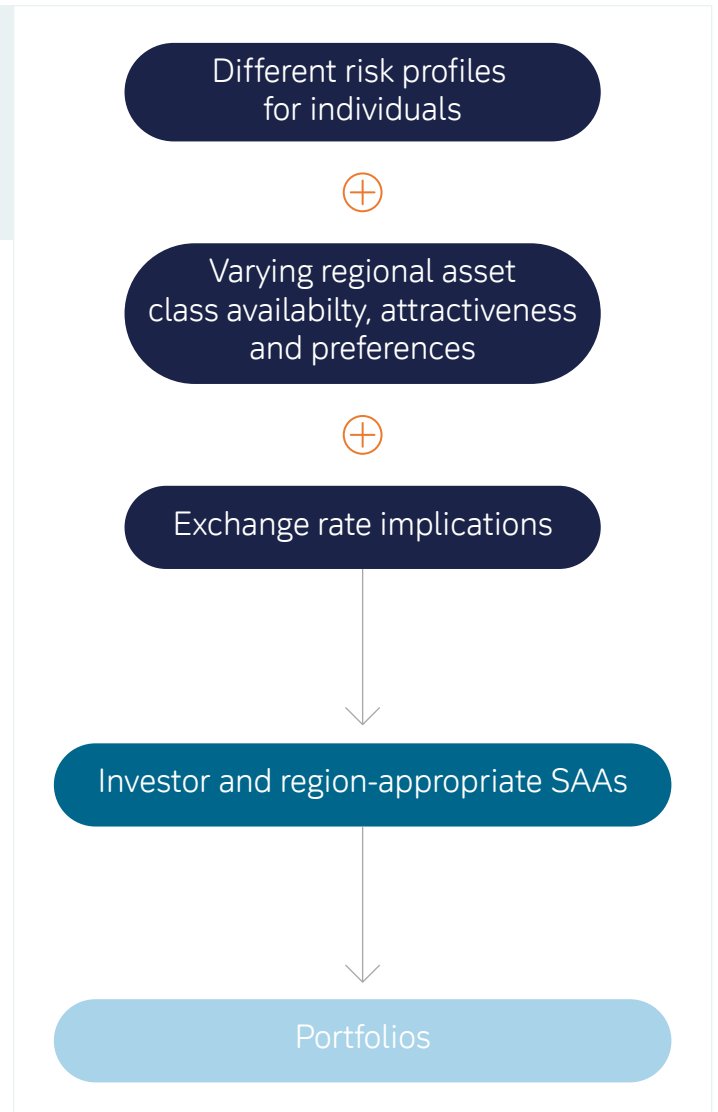 Different risk profiles
for individuals
Varying regional asset
class availabilty, attractiveness
and preferences
Exchange rate implications
Investor and region-appropriate SAAs
Portfolios